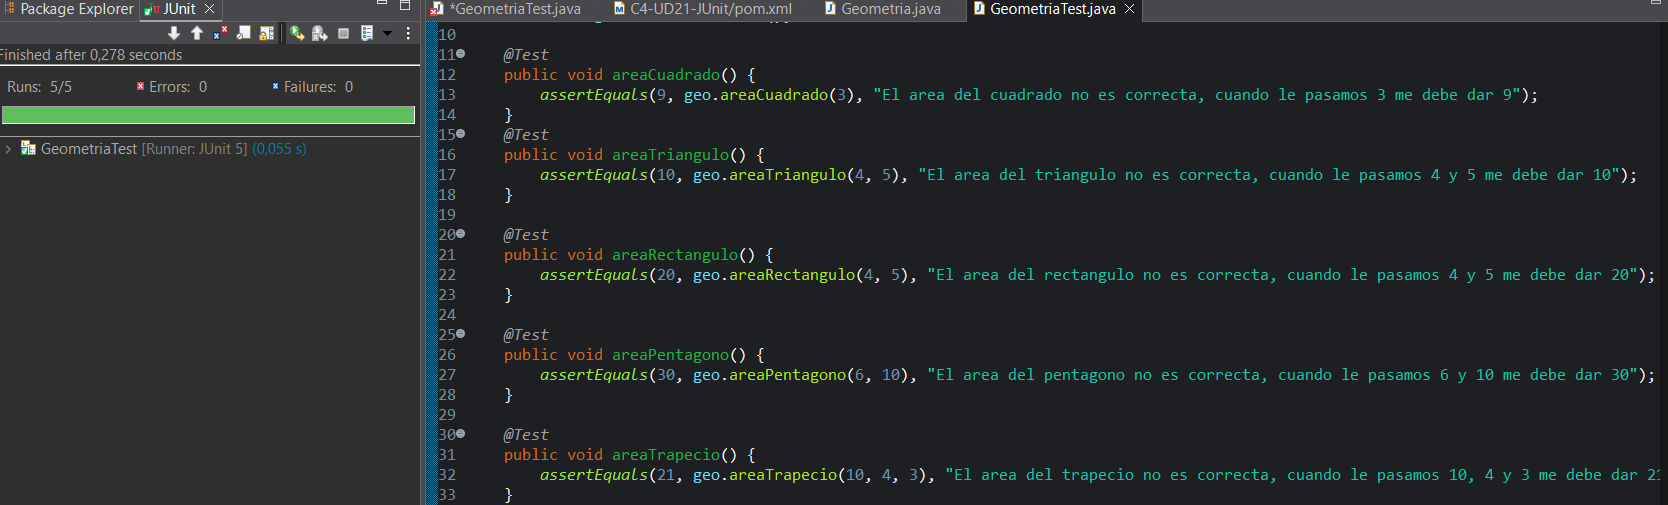 Package Explorer JUnit
Finished after 0,278 seconds
Runs: 5/5 Errors: 0 Failures: 0
GeometriaTest [Runner: JUnit 5] (0,055 s)
*GeometriaTest.java C4-UD21-JUnit/pom.xml Geometria.java GeometriaTest.java
10
11 @Test
12 public void areaCuadrado() {
13 assertEquals(9, geo.areaCuadrado(3), "El area del cuadrado no es correcta, cuando le pasamos 3 me debe dar 9");
14 }
15 @Test
16 public void areaTriangulo() {
17 assertEquals(10, geo.areaTriangulo(4, 5), "El area del triangulo no es correcta, cuando le pasamos 4 y 5 me debe dar 10");
18 }
19
20 @Test
21 public void areaRectangulo() {
22 assertEquals(20, geo.areaRectangulo(4, 5), "El area del rectangulo no es correcta, cuando le pasamos 4 y 5 me debe dar 20");
23 }
24
25 @Test
26 public void areaPentagono() {
27 assertEquals(30, geo.areaPentagono(6, 10), "El area del pentagono no es correcta, cuando le pasamos 6 y 10 me debe dar 30");
28 }
29
30 @Test
31 public void areaTrapecio() {
32 assertEquals(21, geo.areaTrapecio(10, 4, 3), "El area del trapecio no es correcta, cuando le pasamos 10, 4 y 3 me debe dar 21
33 }